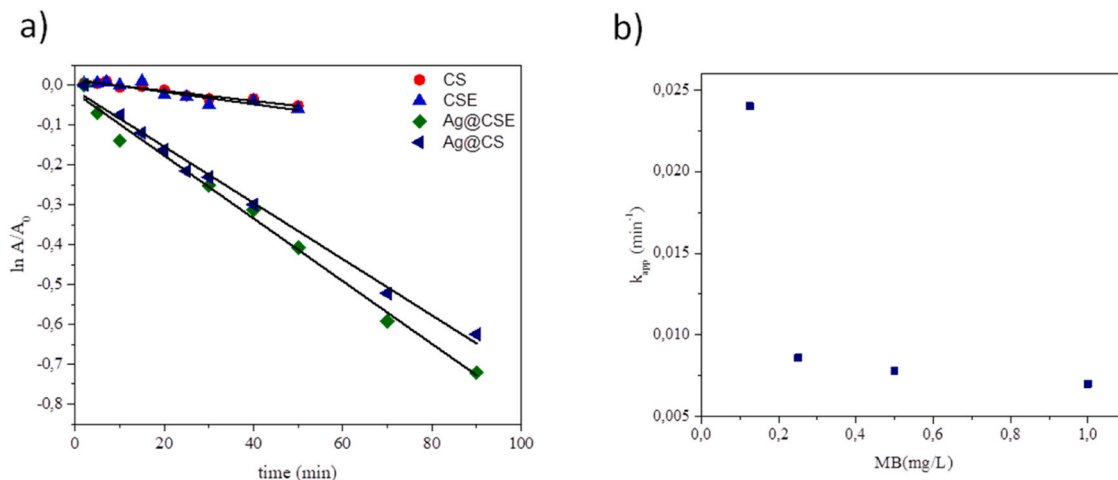 a)
b)
0,0
-0,1
-0,2
-0,3
-0,4
-0,5
-0,6
-0,7
-0,8
ln A/A0
CS
CSE
Ag@CSE
Ag@CS
0
20
40
60
80
100
time (min)
0,025
0,020
0,015
0,010
0,005
kapp (min-1)
0,0
0,2
0,4
0,6
0,8
1,0
MB(mg/L)